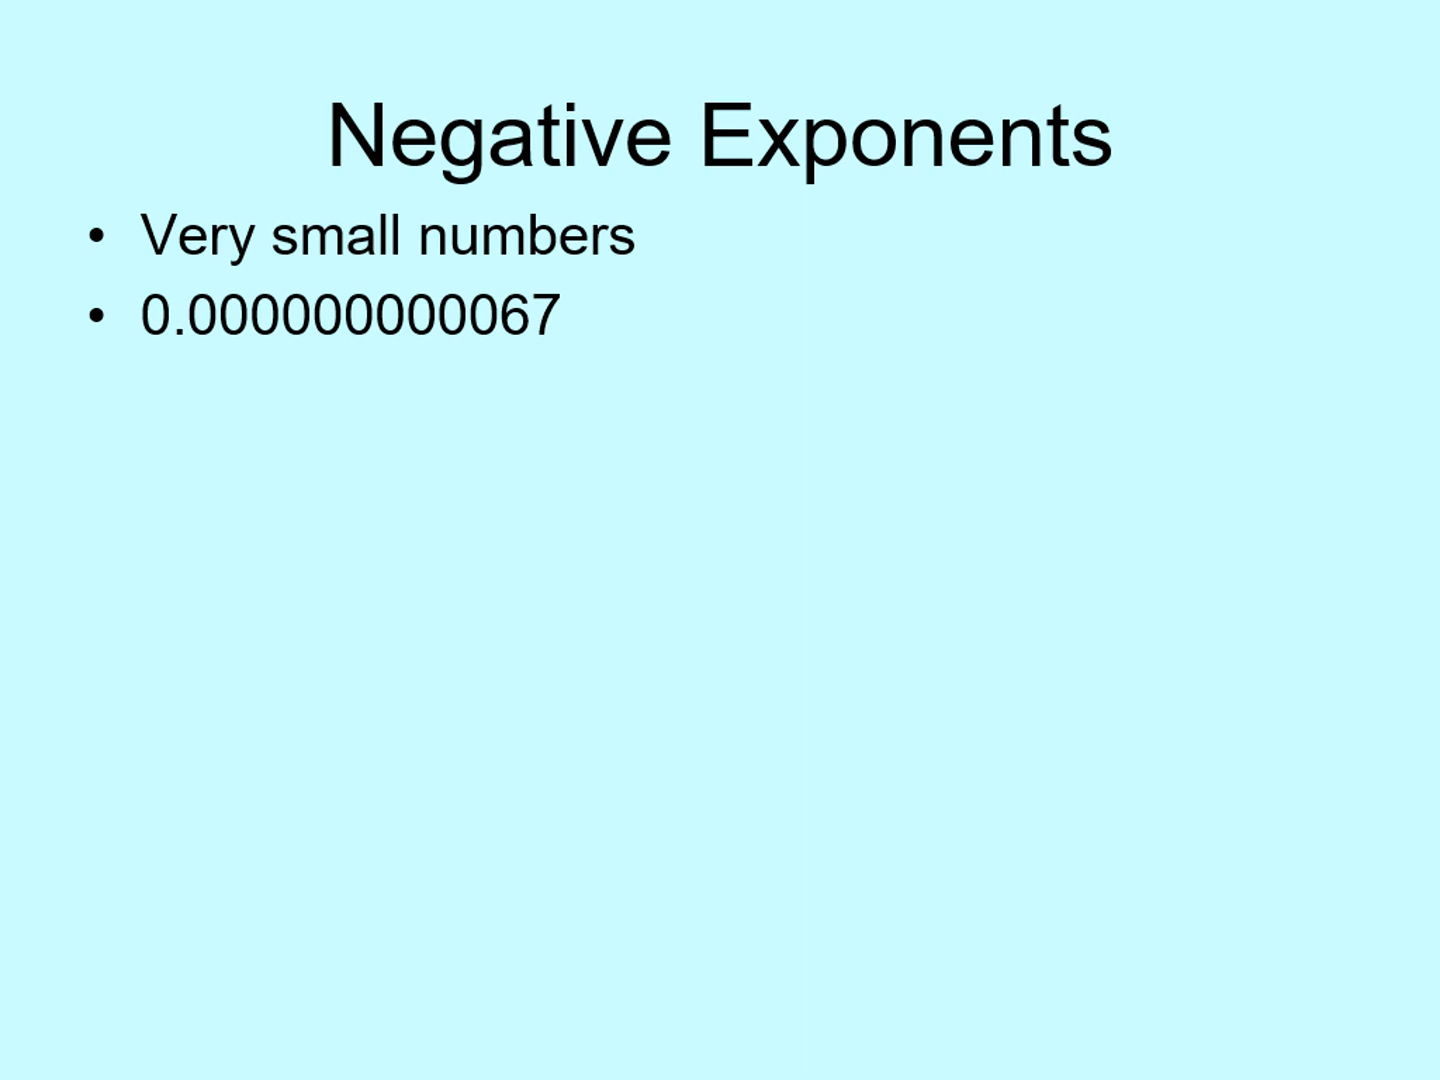 Negative Exponents
• Very small numbers
• 0.000000000067